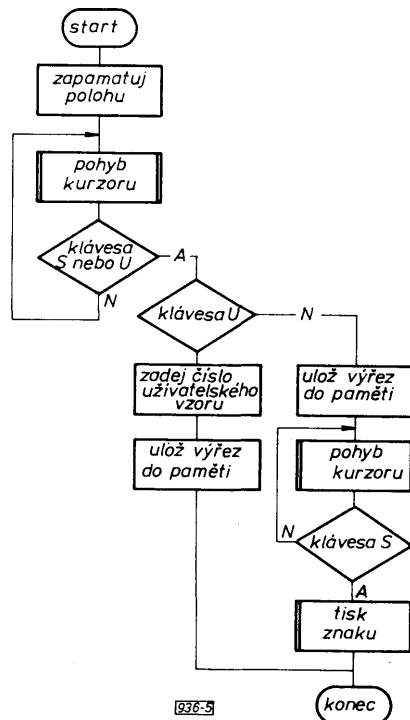 start
zapamatuj
polohu
pohyb
kurzoru
klávesa
S nebo U
A
N
klávesa U
N
zadej číslo
uživatelského
vzoru
ulož výřez
do paměti
ulož výřez
do paměti
pohyb
kurzoru
N
klávesa S
A
tisk
znaku
konec
936-5